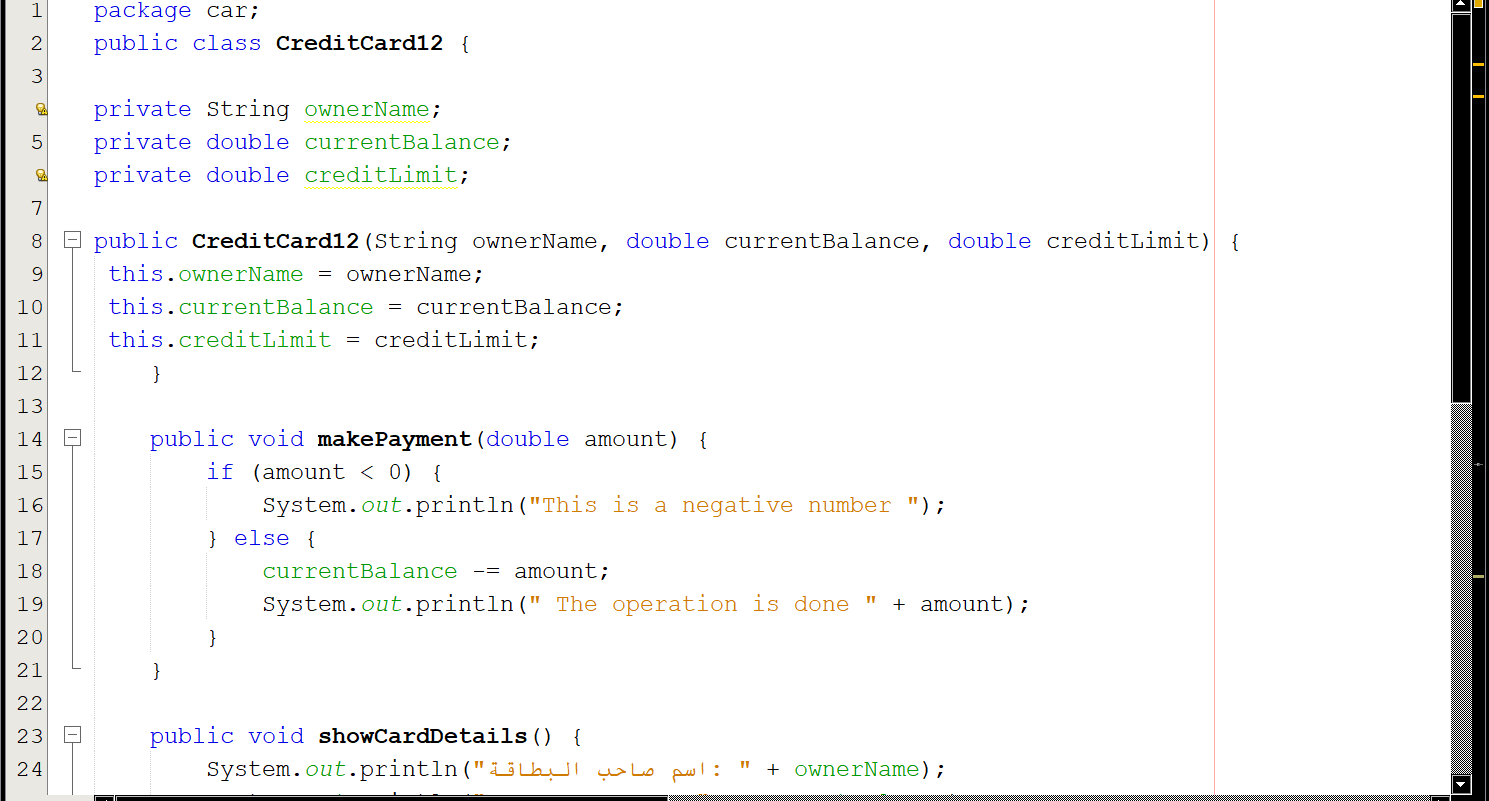 1 package car;
2 public class CreditCard12 {
3
private String ownerName;
5 private double currentBalance;
private double creditLimit;
7
8 public CreditCard12(String ownerName, double currentBalance, double creditLimit) {
9 this.ownerName = ownerName;
10 this.currentBalance = currentBalance;
11 this.creditLimit = creditLimit;
12 }
13
14 public void makePayment(double amount) {
15 if (amount < 0) {
16 System.out.println("This is a negative number ");
17 } else {
18 currentBalance -= amount;
19 System.out.println(" The operation is done " + amount);
20 }
21 }
22
23 public void showCardDetails() {
24 System.out.println("اسم صاحب البطاقة: " + ownerName);